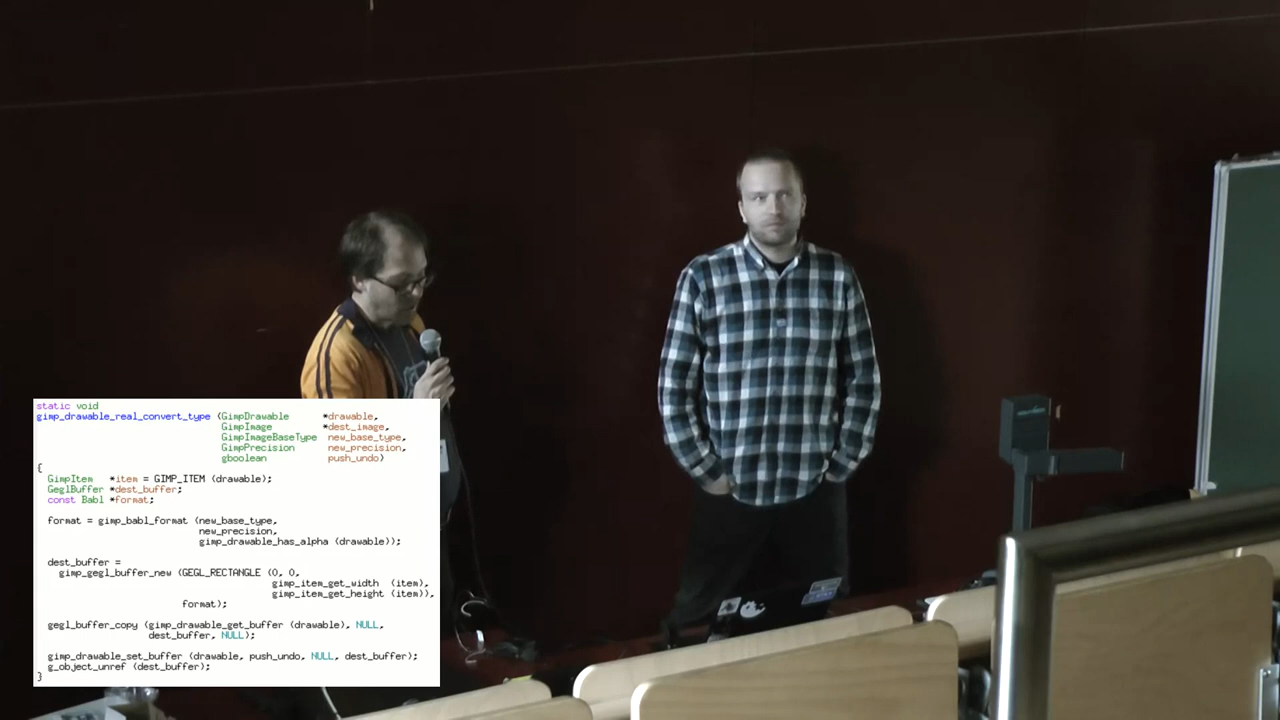 static void
gimp_drawable_real_convert_type (GimpDrawable *drawable,
GimpImage *dest_image,
GimpImageBaseType new_base_type,
GimpPrecision new_precision,
gboolean push_undo)
{
GimpItem *item = GIMP_ITEM (drawable);
GeglBuffer *dest_buffer;
const Babl *format;
format = gimp_babl_format (new_base_type,
new_precision,
gimp_drawable_has_alpha (drawable));
dest_buffer =
gimp_gegl_buffer_new (GEGL_RECTANGLE (0, 0,
gimp_item_get_width (item),
gimp_item_get_height (item)),
format);
gegl_buffer_copy (gimp_drawable_get_buffer (drawable), NULL,
dest_buffer, NULL);
gimp_drawable_set_buffer (drawable, push_undo, NULL, dest_buffer);
g_object_unref (dest_buffer);
}